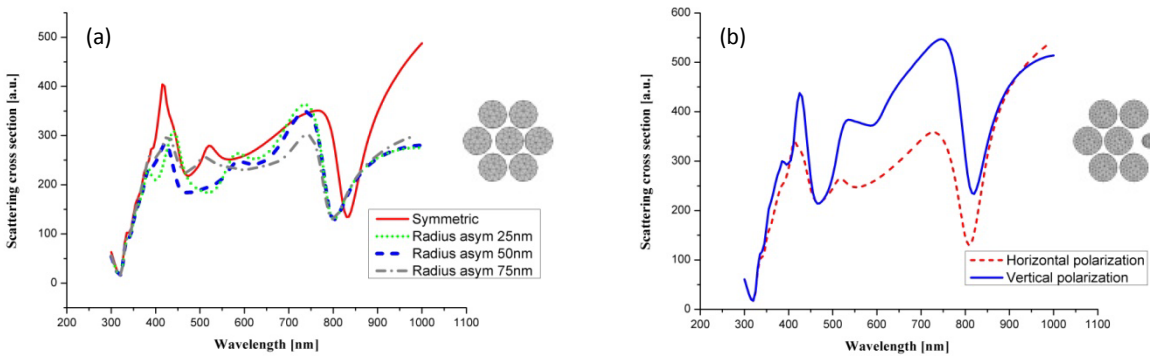 (a)
Scattering cross section [a.u.]
500
400
300
200
100
0
Symmetric
Radius asym 25nm
Radius asym 50nm
Radius asym 75nm
200 300 400 500 600 700 800 900 1000 1100
Wavelength [nm]
(b)
Scattering cross section [a.u.]
600
500
400
300
200
100
0
Horizontal polarization
Vertical polarization
200 300 400 500 600 700 800 900 1000 1100
Wavelength [nm]